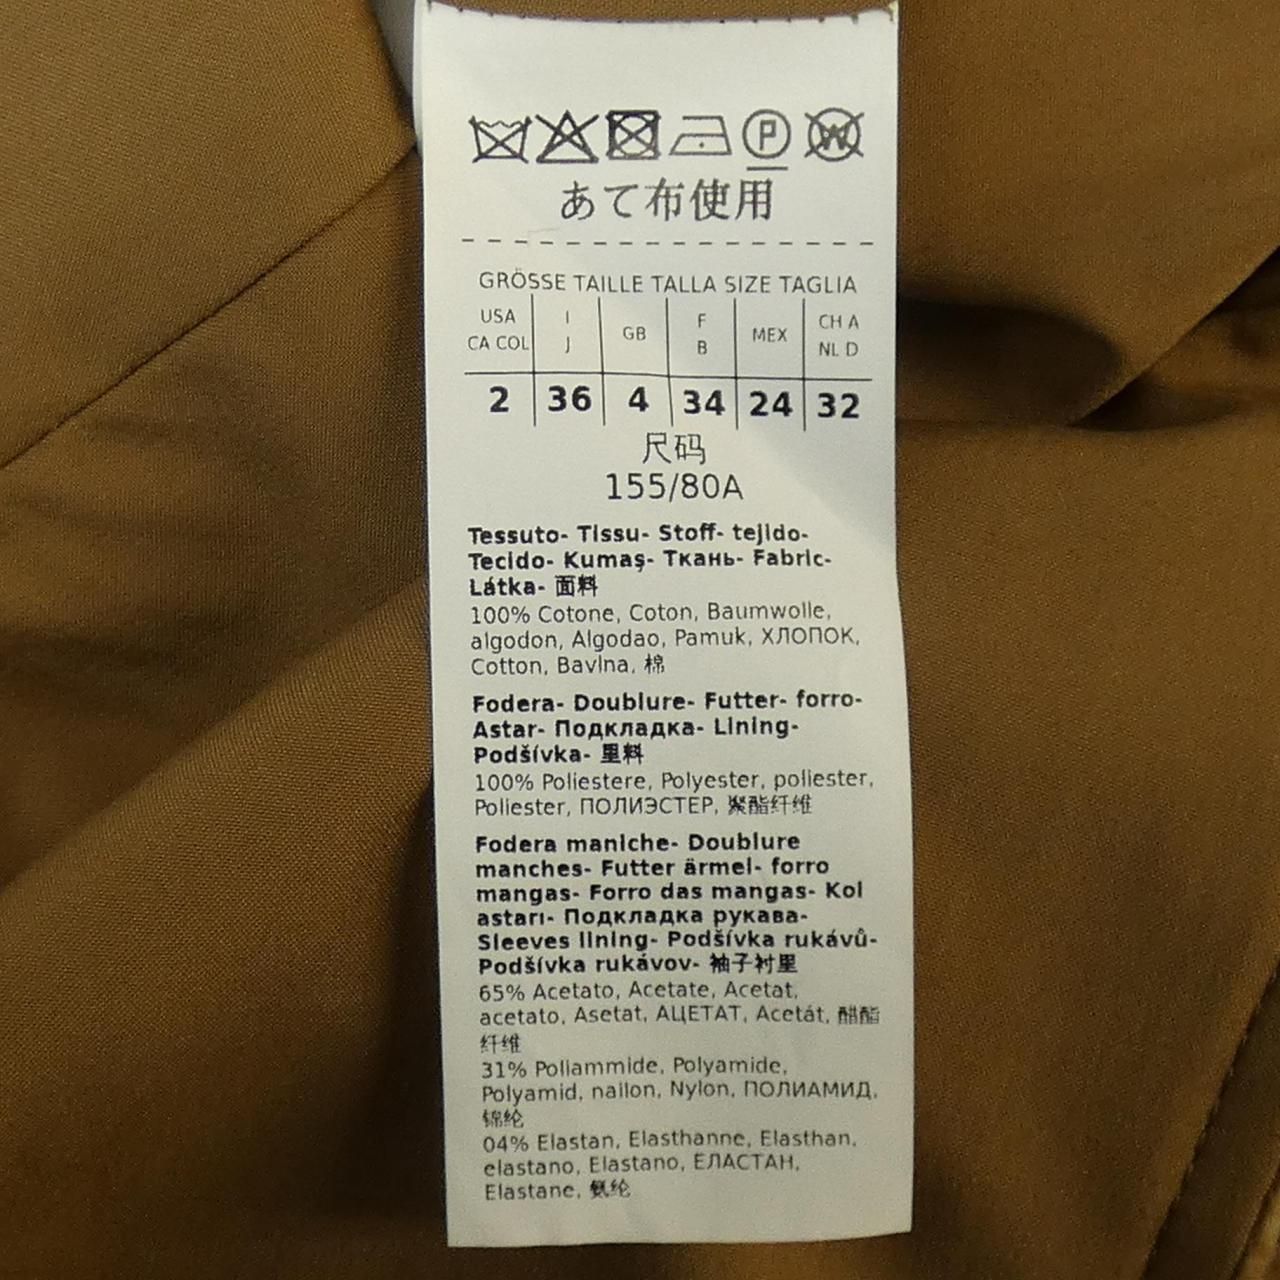 あて布使用
GRÖSSE TAILLE TALLA SIZE TAGLIA
USA CA COL I J GB F B MEX CH A NL D
2 36 4 34 24 32
尺码
155/80A
Tessuto- Tissu- Stoff- tejido-
Tecido- Kumaş- Ткань- Fabric-
Látka- 面料
100% Cotone, Coton, Baumwolle,
algodon, Algodao, Pamuk, ХЛОПОК,
Cotton, Bavlna, 棉
Fodera- Doublure- Futter- forro-
Astar- Подкладка- Lining-
Podšívka- 里料
100% Poliestere, Polyester, poliester,
Poliester, ПОЛИЭСТЕР, 聚酯纤维
Fodera maniche- Doublure
manches- Futter ärmel- forro
mangas- Forro das mangas- Kol
astarı- Подкладка рукава-
Sleeves lining- Podšívka rukávů-
Podšívka rukávov- 袖子衬里
65% Acetato, Acetate, Acetat,
acetato, Asetat, АЦЕТАТ, Acetát, 醋酯
纤维
31% Poliammide, Polyamide,
Polyamid, nailon, Nylon, ПОЛИАМИД,
锦纶
04% Elastan, Elasthanne, Elasthan,
elastano, Elastano, ЕЛАСТАН,
Elastane, 氨纶